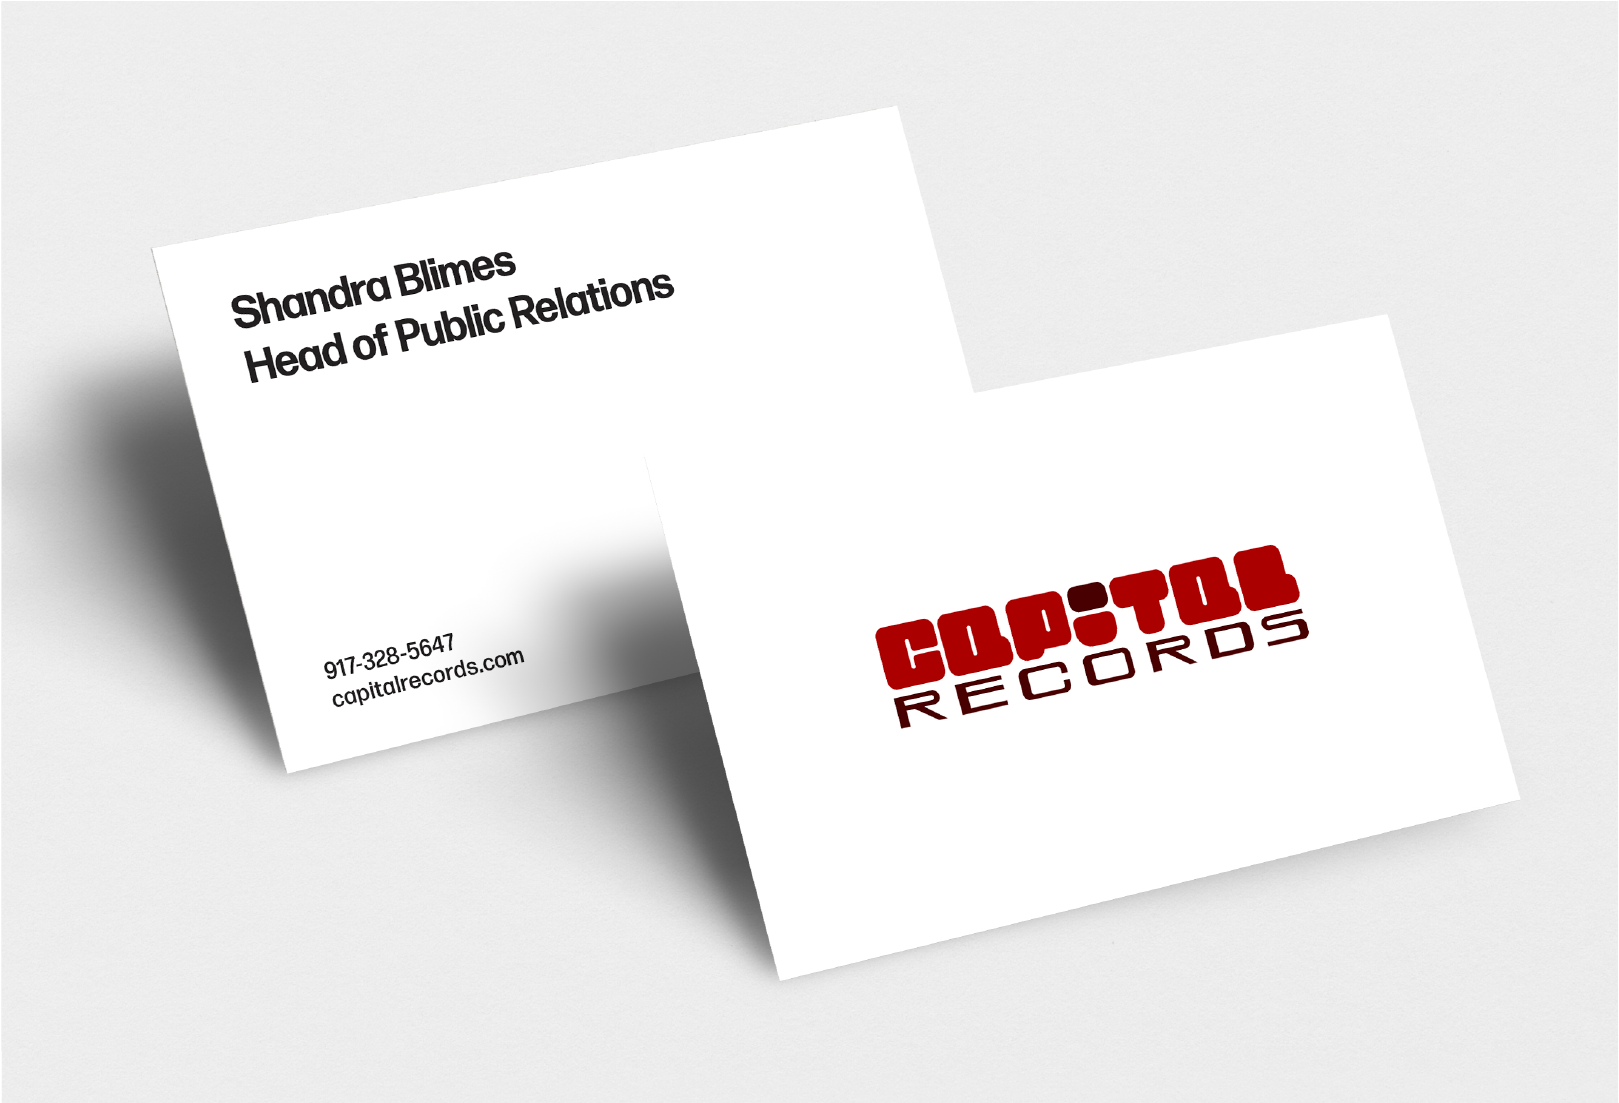 Shandra Blimes
Head of Public Relations
917-328-5647
capitalrecords.com
CAPiTAL
RECORDS